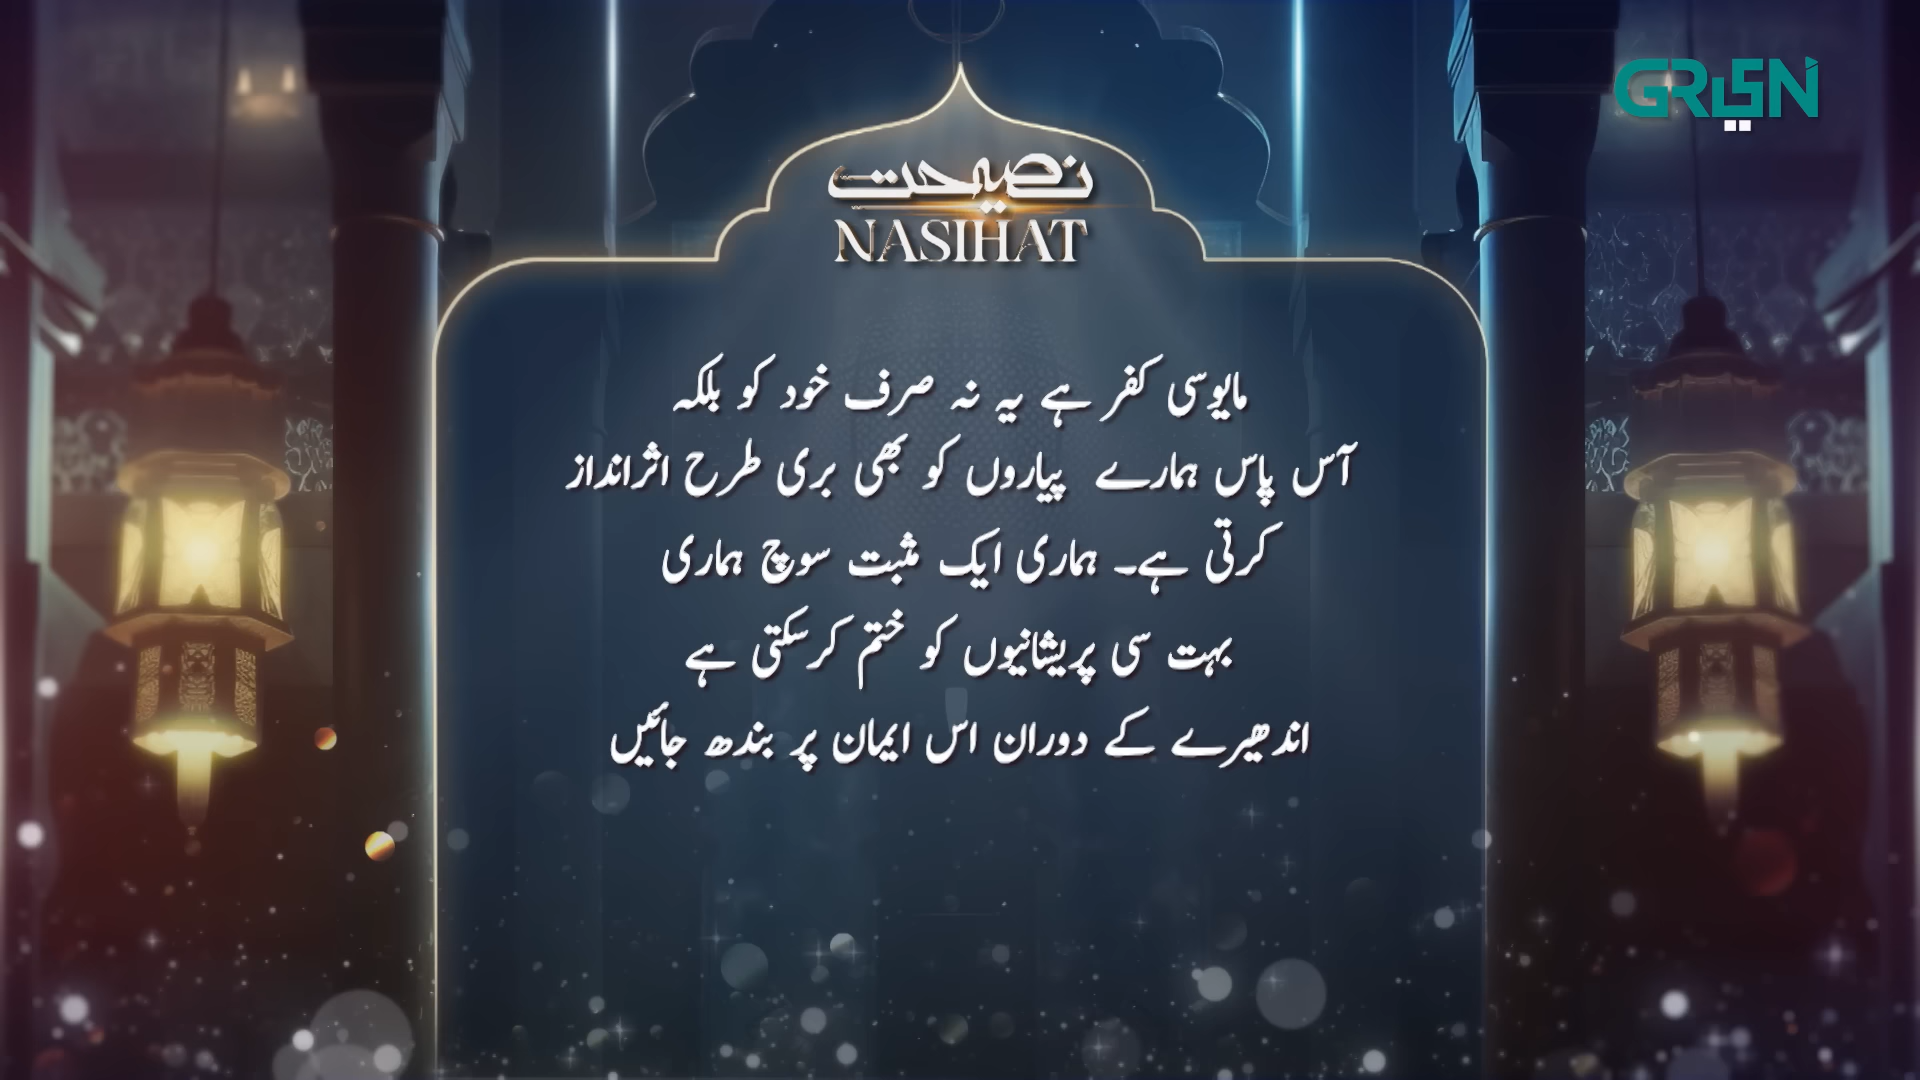 GREEN
نصیحت
NASIHAT
مایوسی کفر ہے یہ نہ صرف خود کو بلکہ
آس پاس ہمارے پیاروں کو بھی بری طرح اثرانداز
کرتی ہے۔ ہماری ایک مثبت سوچ ہماری
بہت سی پریشانیوں کو ختم کرسکتی ہے
اندھیرے کے دوران اس ایمان پر بندھ جائیں